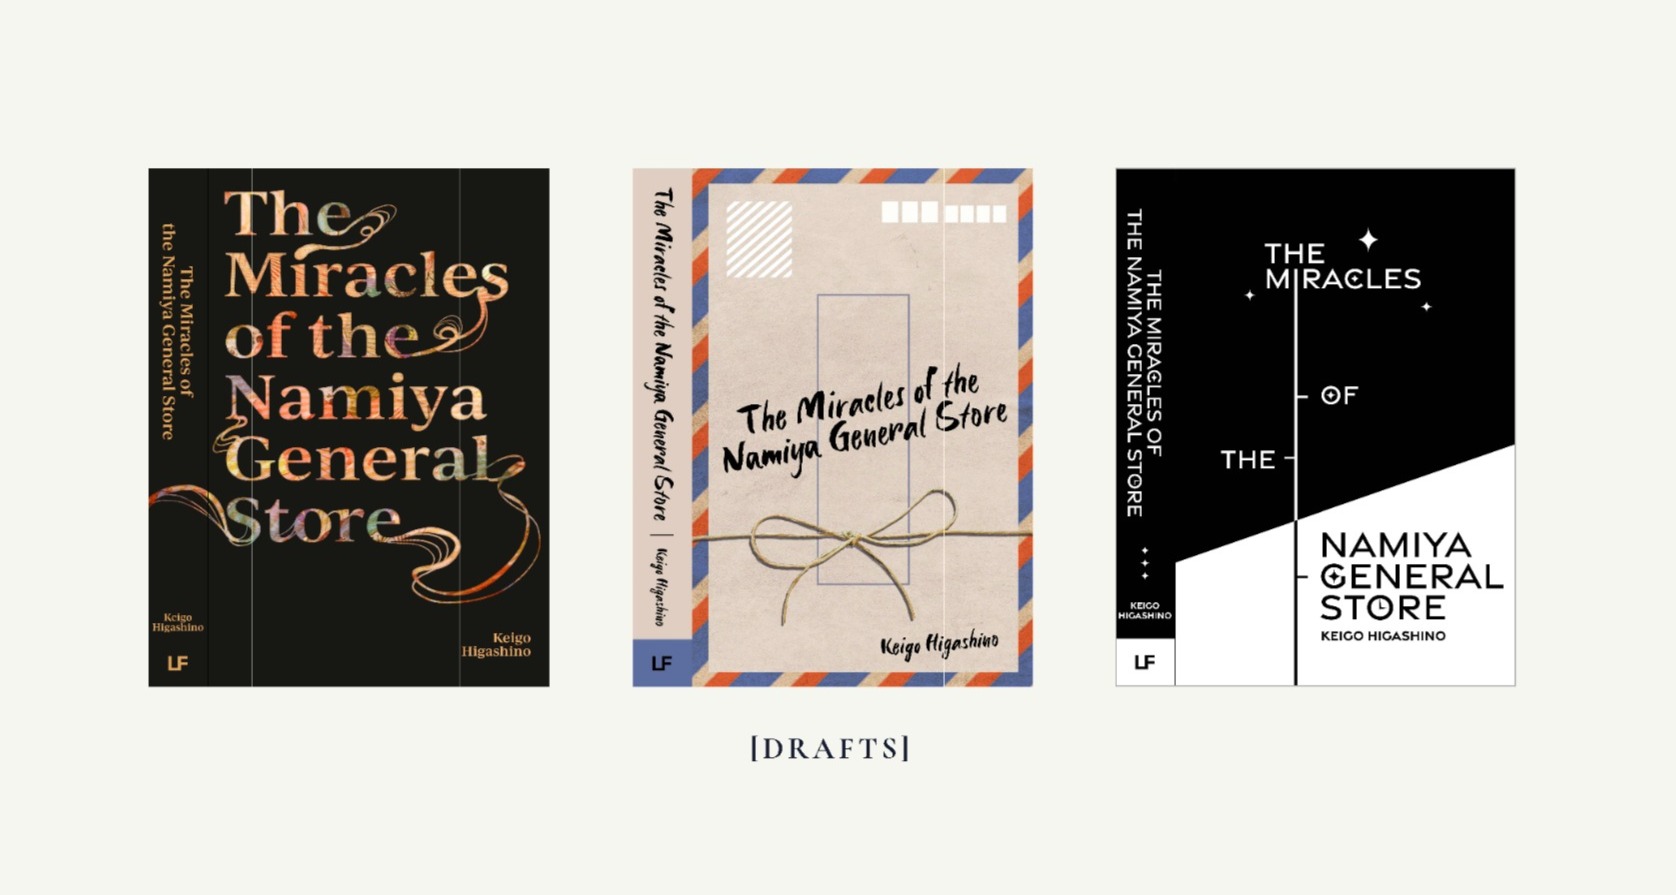 the Namiya General Store
The Miracles of
Keigo
Higashino
LF
The
Miracles
of the
Namiya
General
Store
Keigo
Higashino
The Miracles of the Namiya General Store | Keigo Higashino
LF
The Miracles of the
Namiya General Store
Keigo Higashino
THE MIRACLES OF
THE NAMIYA GENERAL STORE
KEIGO
HIGASHINO
LF
THE
MIRACLES
OF
THE
NAMIYA
GENERAL
STORE
KEIGO HIGASHINO
[DRAFTS]